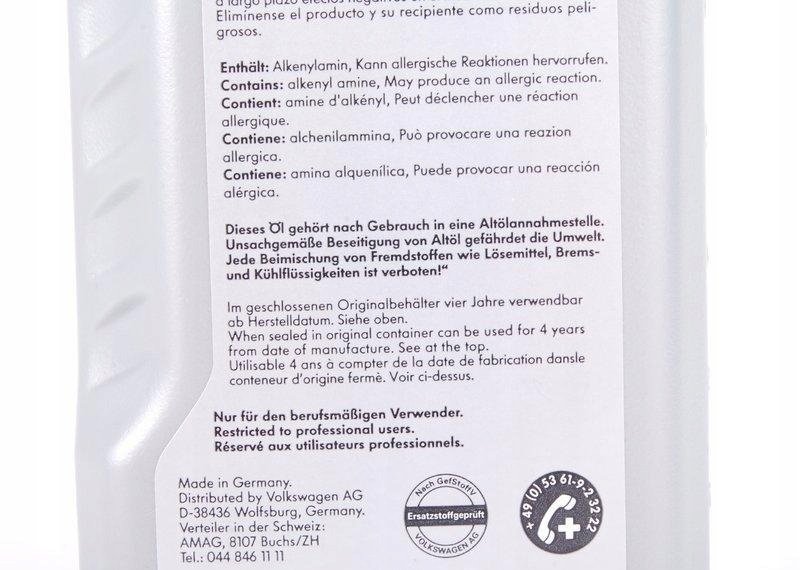 a largo plazo efectos negativos en el
Elimínense el producto y su recipiente como residuos peli-
grosos.
Enthält: Alkenylamin, Kann allergische Reaktionen hervorrufen.
Contains: alkenyl amine, May produce an allergic reaction.
Contient: amine d'alkényl, Peut déclencher une réaction
allergique.
Contiene: alchenilammina, Può provocare una reazion
allergica.
Contiene: amina alquenílica, Puede provocar una reacción
alérgica.
Dieses Öl gehört nach Gebrauch in eine Altölannahmestelle.
Unsachgemäße Beseitigung von Altöl gefährdet die Umwelt.
Jede Beimischung von Fremdstoffen wie Lösemittel, Brems-
und Kühlflüssigkeiten ist verboten!“
Im geschlossenen Originalbehälter vier Jahre verwendbar
ab Herstelldatum. Siehe oben.
When sealed in original container can be used for 4 years
from date of manufacture. See at the top.
Utilisable 4 ans à compter de la date de fabrication dansle
conteneur d'origine fermè. Voir ci-dessus.
Nur für den berufsmäßigen Verwender.
Restricted to professional users.
Réservé aux utilisateurs professionnels.
Made in Germany.
Distributed by Volkswagen AG
D-38436 Wolfsburg, Germany.
Verteiler in der Schweiz:
AMAG, 8107 Buchs/ZH
Tel.: 044 846 11 11
Nach GefStoffV
Ersatzstoffgeprüft
VOLKSWAGEN AG
+ 49 (0) 53 61-9-2 32 22